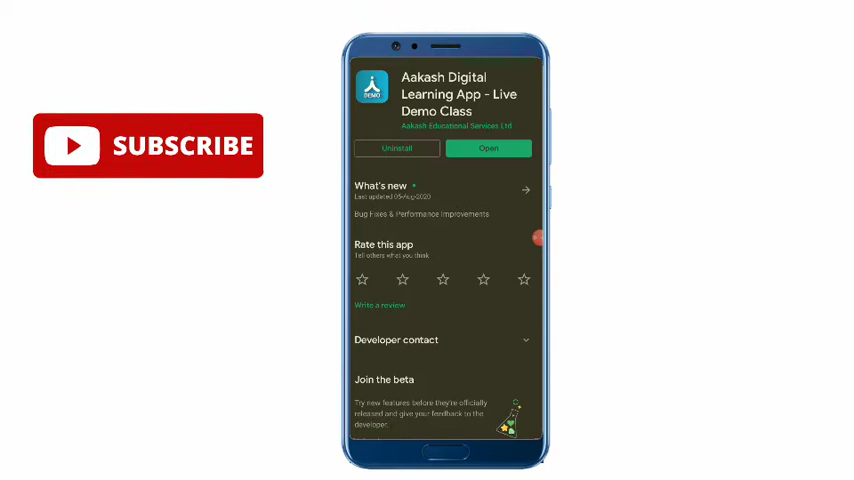 SUBSCRIBE
DEMO
Aakash Digital
Learning App - Live
Demo Class
Aakash Educational Services Ltd
Uninstall
Open
What's new
Last updated 05-Aug-2020
Bug Fixes & Performance Improvements
Rate this app
Tell others what you think
Write a review
Developer contact
Join the beta
Try new features before they're officially
released and give your feedback to the
developer.